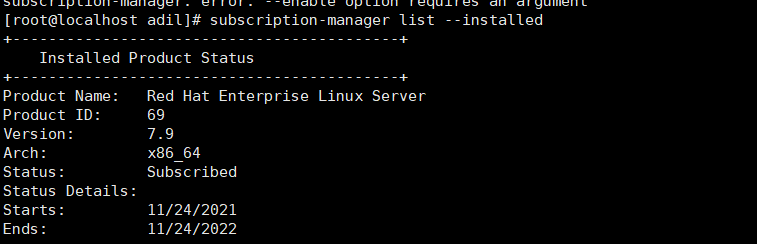 subscription-manager: error: --enable option requires an argument
[root@localhost adil]# subscription-manager list --installed
+-------------------------------------------+
    Installed Product Status
+-------------------------------------------+
Product Name:   Red Hat Enterprise Linux Server
Product ID:     69
Version:        7.9
Arch:           x86_64
Status:         Subscribed
Status Details:
Starts:         11/24/2021
Ends:           11/24/2022